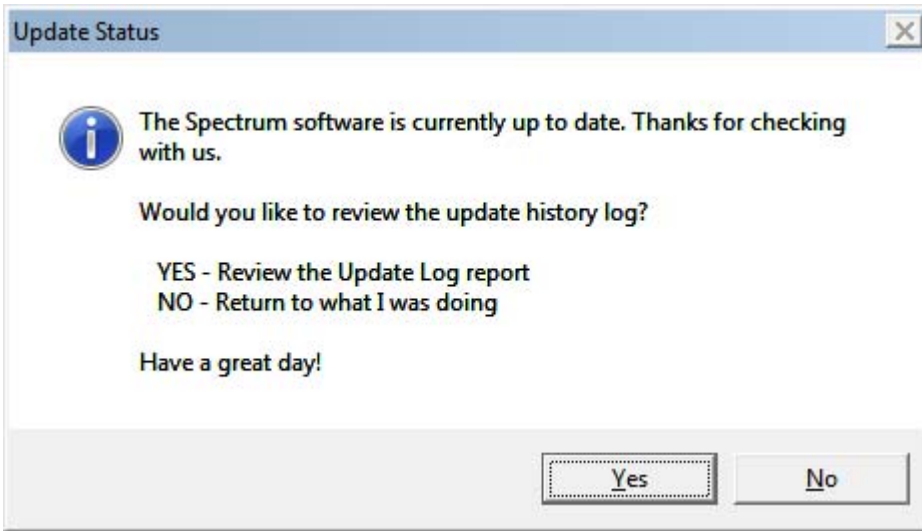 Update Status
The Spectrum software is currently up to date. Thanks for checking
with us.
Would you like to review the update history log?
YES - Review the Update Log report
NO - Return to what I was doing
Have a great day!
Yes
No